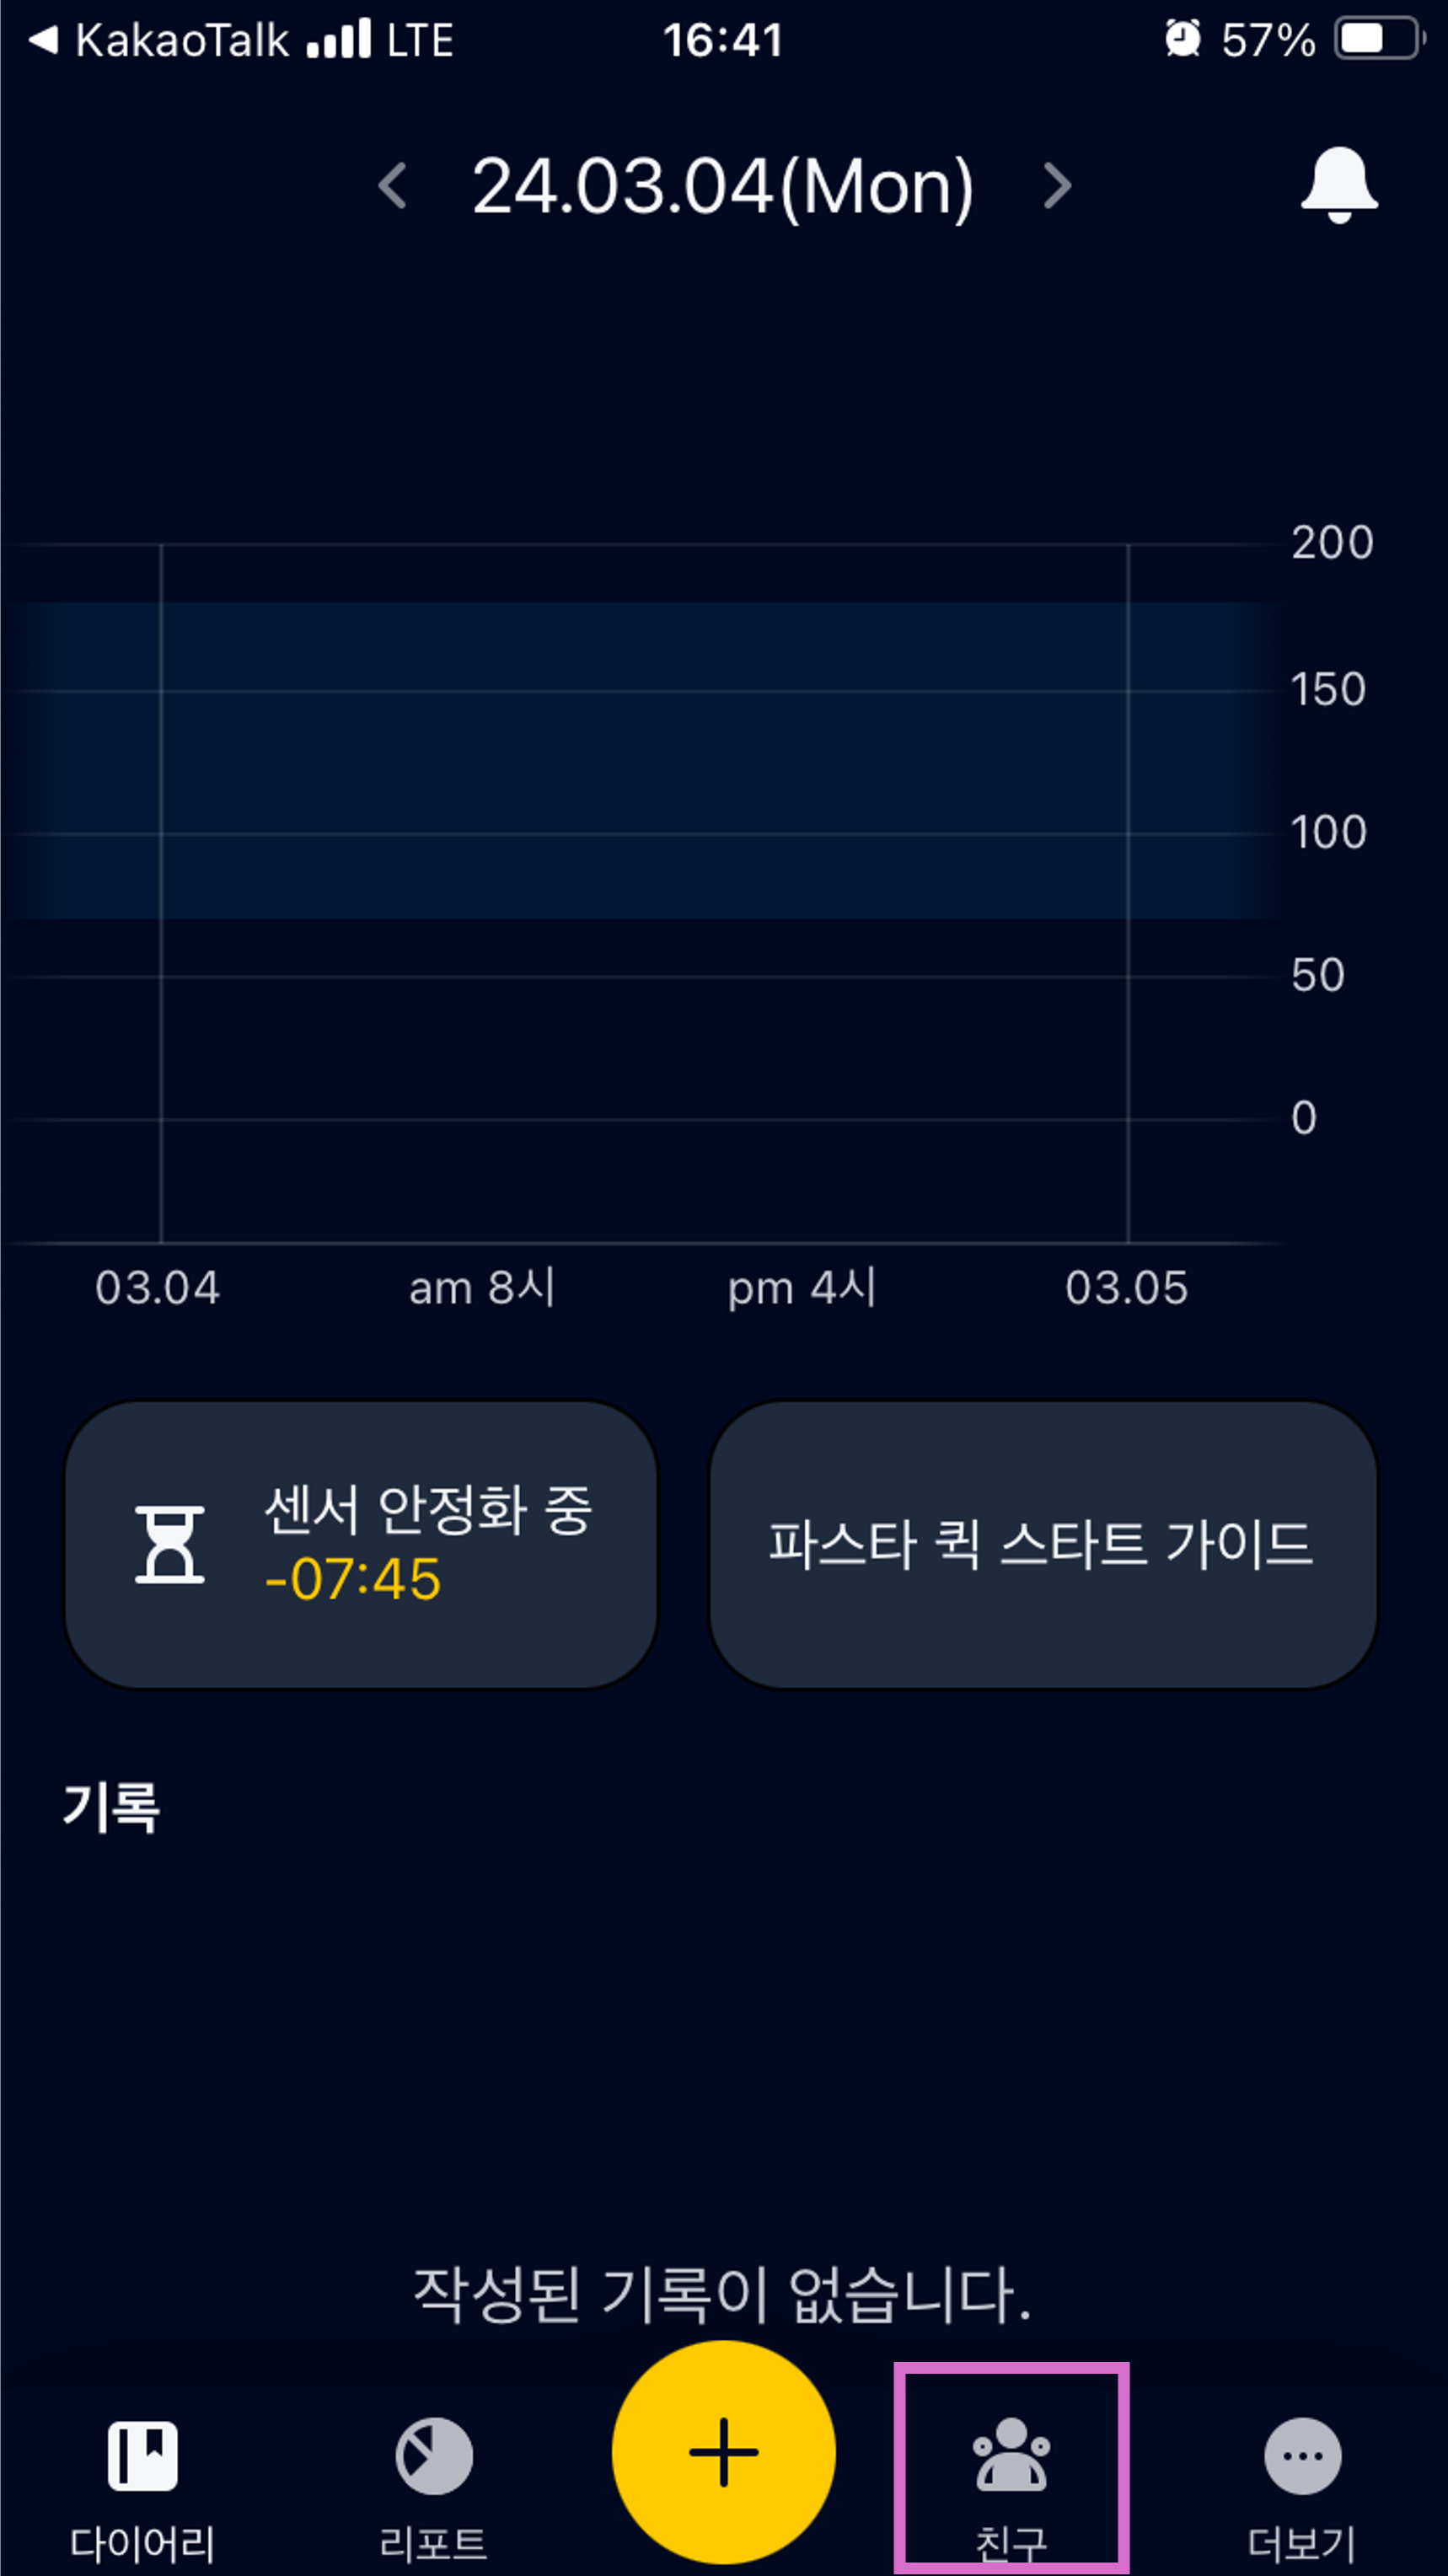 KakaoTalk LTE 16:41 57%
24.03.04(Mon)
200
150
100
50
0
03.04 am 8시 pm 4시 03.05
센서 안정화 중
-07:45
파스타 퀵 스타트 가이드
기록
작성된 기록이 없습니다.
다이어리 리포트 친구 더보기